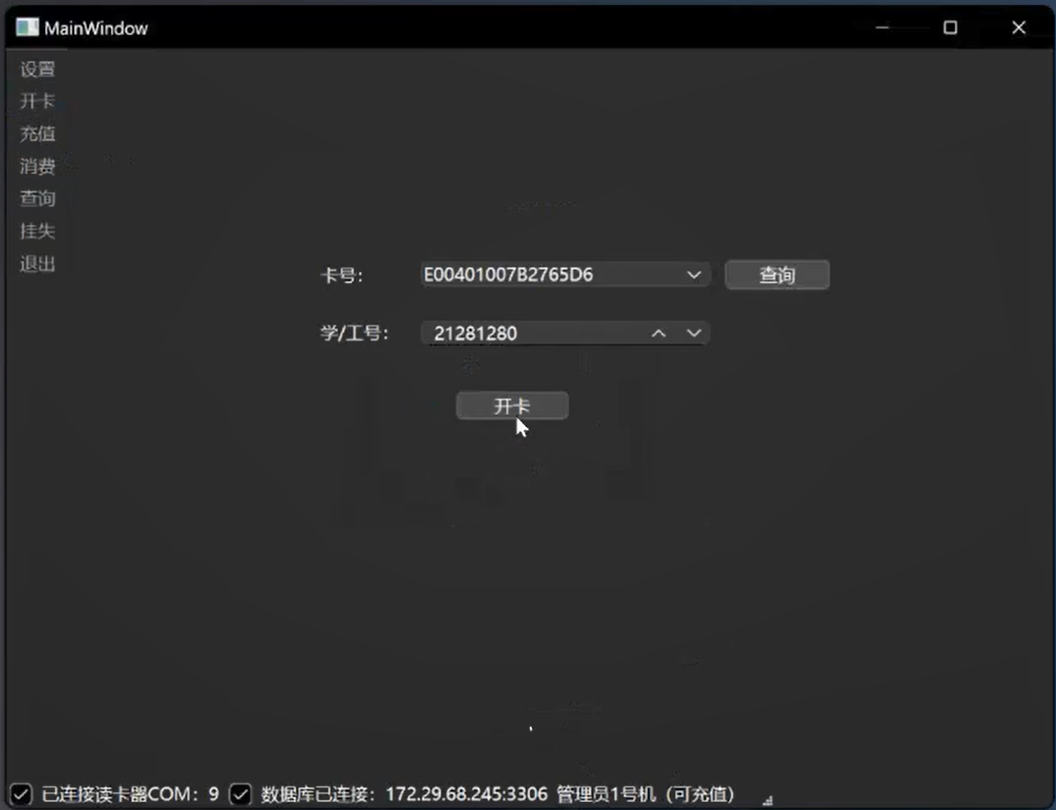 MainWindow
设置
开卡
充值
消费
查询
挂失
退出
卡号: E00401007B2765D6 查询
学/工号: 21281280
开卡
已连接读卡器COM: 9 数据库已连接: 172.29.68.245:3306 管理员1号机 (可充值)